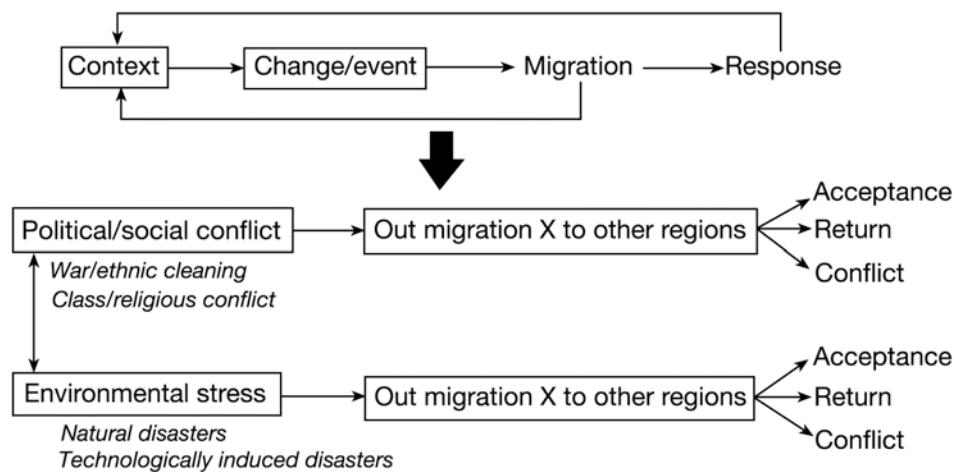 Context Change/event Migration Response
Political/social conflict
War/ethnic cleaning
Class/religious conflict
Out migration X to other regions
Acceptance
Return
Conflict
Environmental stress
Natural disasters
Technologically induced disasters
Out migration X to other regions
Acceptance
Return
Conflict